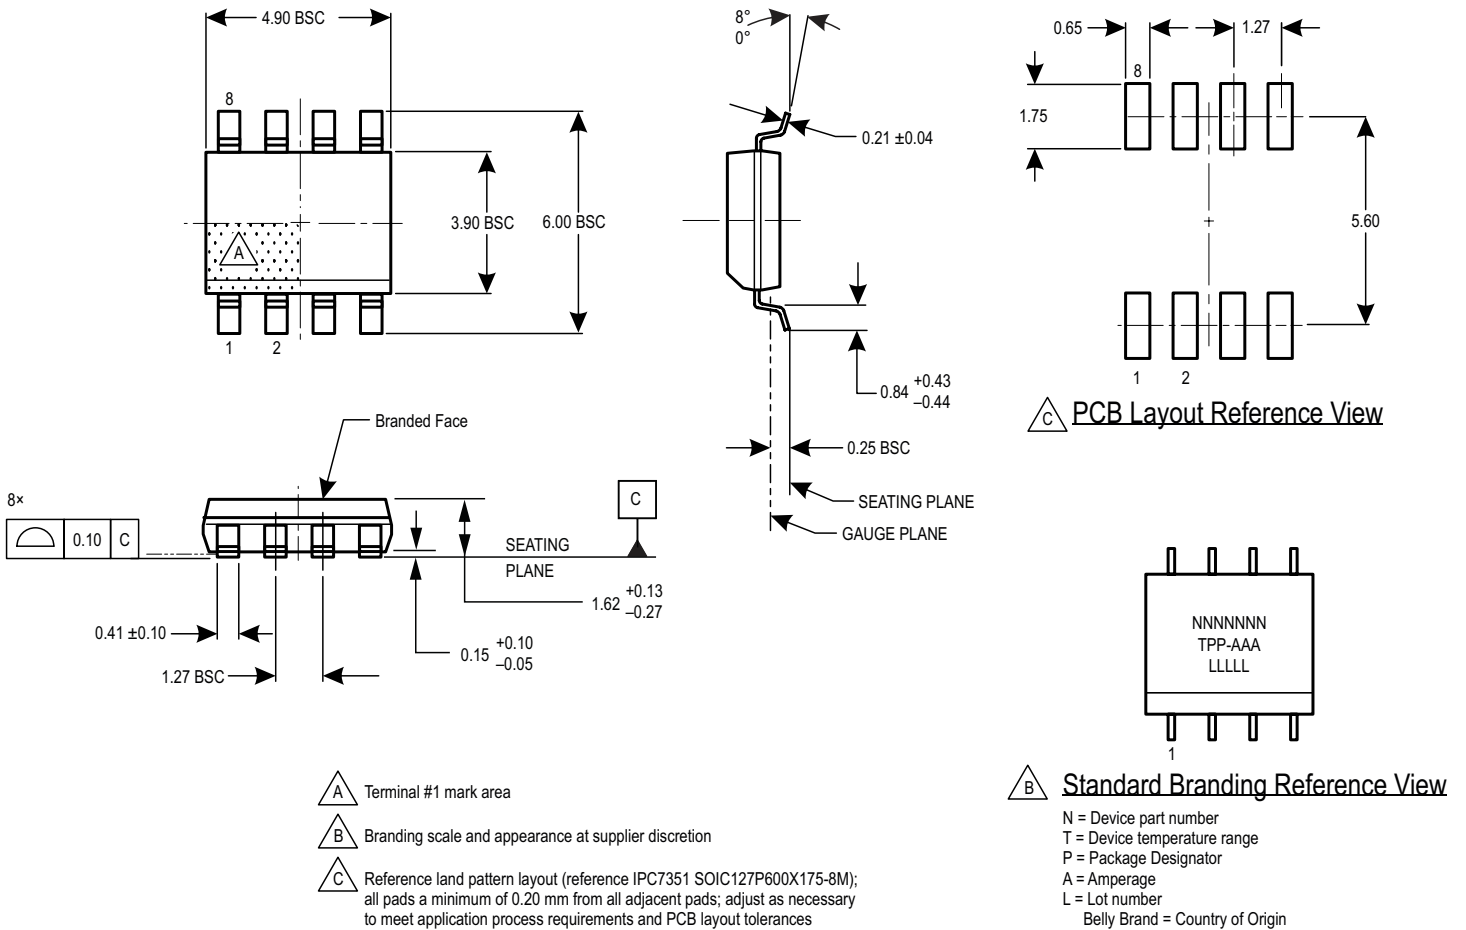 4.90 BSC
8
3.90 BSC
6.00 BSC
A
1
2
8°
0°
0.21 ±0.04
0.84 +0.43
–0.44
0.25 BSC
SEATING PLANE
GAUGE PLANE
0.65
1.27
8
1.75
5.60
1
2
C PCB Layout Reference View
Branded Face
8×
0.10 C
C
SEATING
PLANE
1.62 +0.13
–0.27
0.41 ±0.10
0.15 +0.10
–0.05
1.27 BSC
NNNNNNN
TPP-AAA
LLLLL
1
B Standard Branding Reference View
N = Device part number
T = Device temperature range
P = Package Designator
A = Amperage
L = Lot number
Belly Brand = Country of Origin
A Terminal #1 mark area
B Branding scale and appearance at supplier discretion
C Reference land pattern layout (reference IPC7351 SOIC127P600X175-8M);
all pads a minimum of 0.20 mm from all adjacent pads; adjust as necessary
to meet application process requirements and PCB layout tolerances